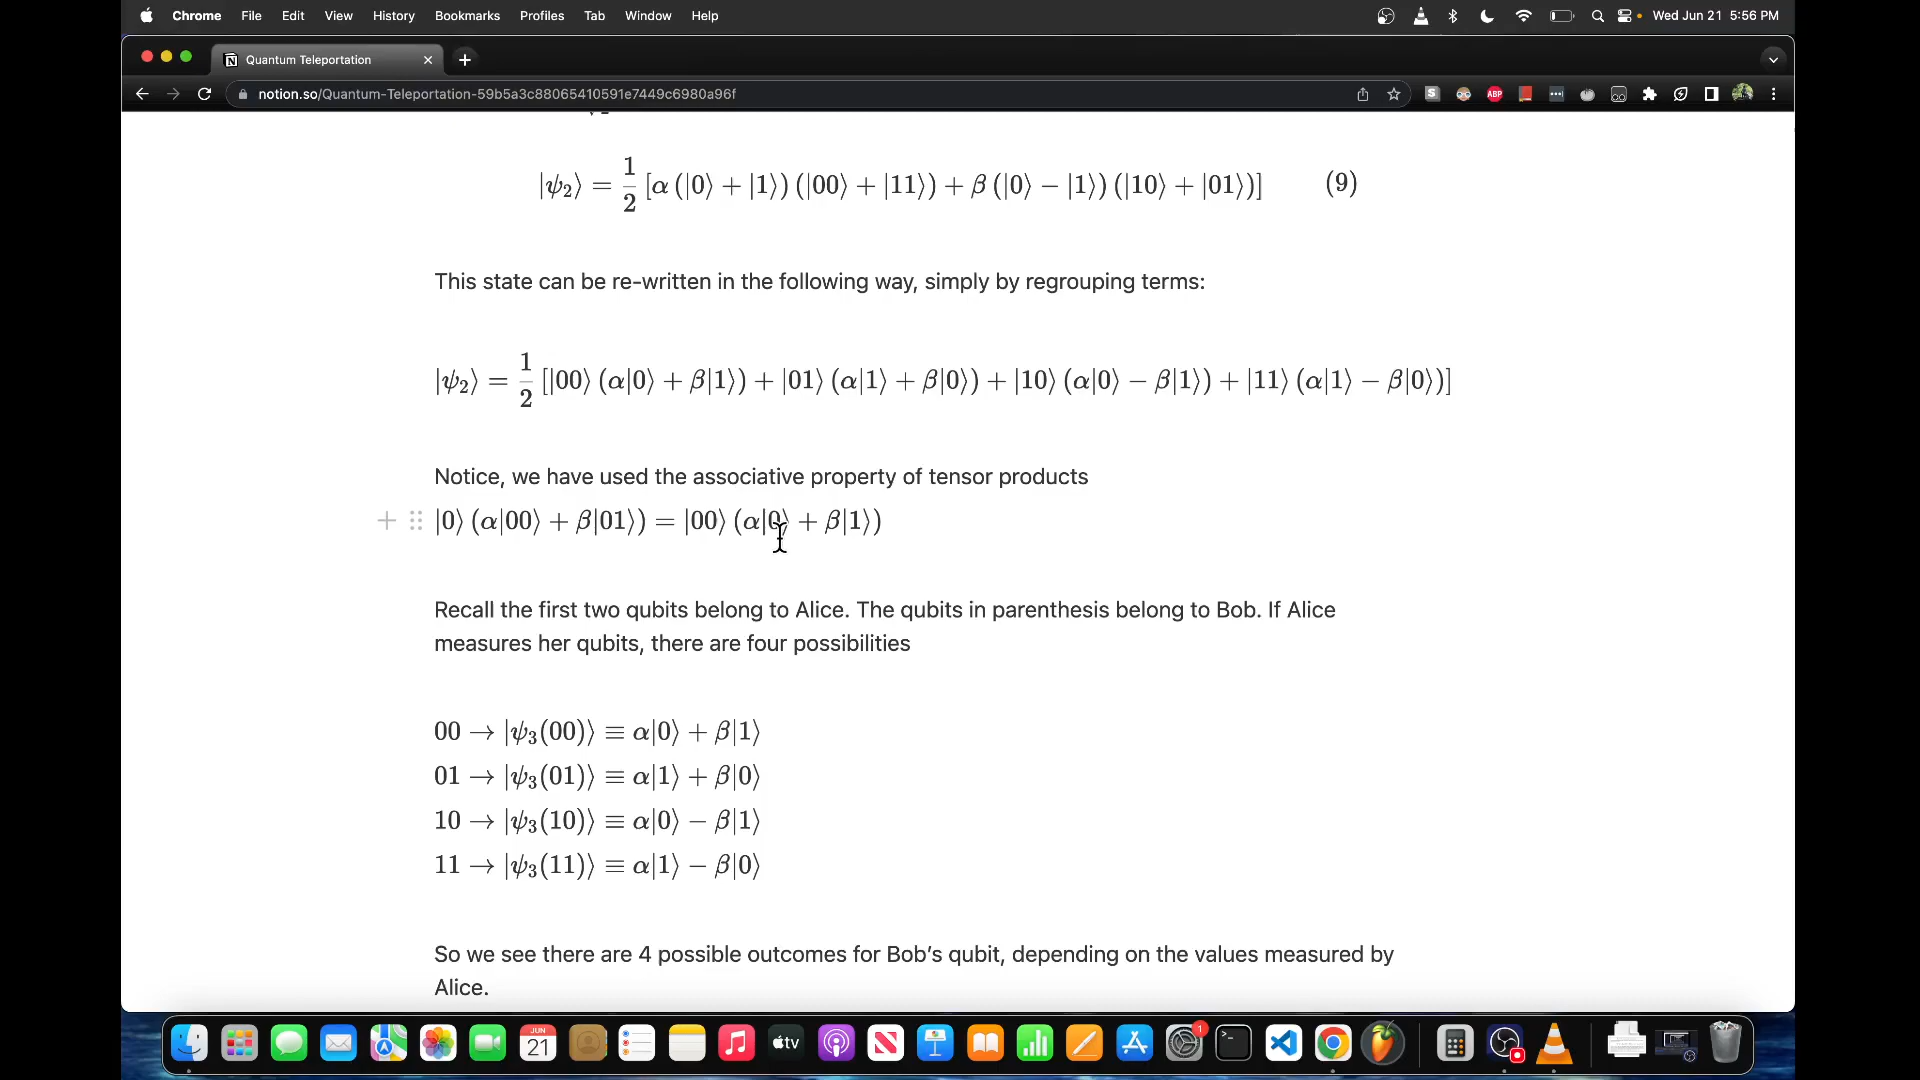 Chrome File Edit View History Bookmarks Profiles Tab Window Help Wed Jun 21 5:56 PM
Quantum Teleportation
notion.so/Quantum-Teleportation-59b5a3c88065410591e7449c6980a96f
S ABP
|ψ₂⟩ = 1/2 [α (|0⟩ + |1⟩) (|00⟩ + |11⟩) + β (|0⟩ − |1⟩) (|10⟩ + |01⟩)] (9)
This state can be re-written in the following way, simply by regrouping terms:
|ψ₂⟩ = 1/2 [|00⟩ (α|0⟩ + β|1⟩) + |01⟩ (α|1⟩ + β|0⟩) + |10⟩ (α|0⟩ − β|1⟩) + |11⟩ (α|1⟩ − β|0⟩)]
Notice, we have used the associative property of tensor products
|0⟩ (α|00⟩ + β|01⟩) = |00⟩ (α|0⟩ + β|1⟩)
Recall the first two qubits belong to Alice. The qubits in parenthesis belong to Bob. If Alice
measures her qubits, there are four possibilities
00 → |ψ₃(00)⟩ ≡ α|0⟩ + β|1⟩
01 → |ψ₃(01)⟩ ≡ α|1⟩ + β|0⟩
10 → |ψ₃(10)⟩ ≡ α|0⟩ − β|1⟩
11 → |ψ₃(11)⟩ ≡ α|1⟩ − β|0⟩
So we see there are 4 possible outcomes for Bob’s qubit, depending on the values measured by
Alice.
JUN
21
tv
1